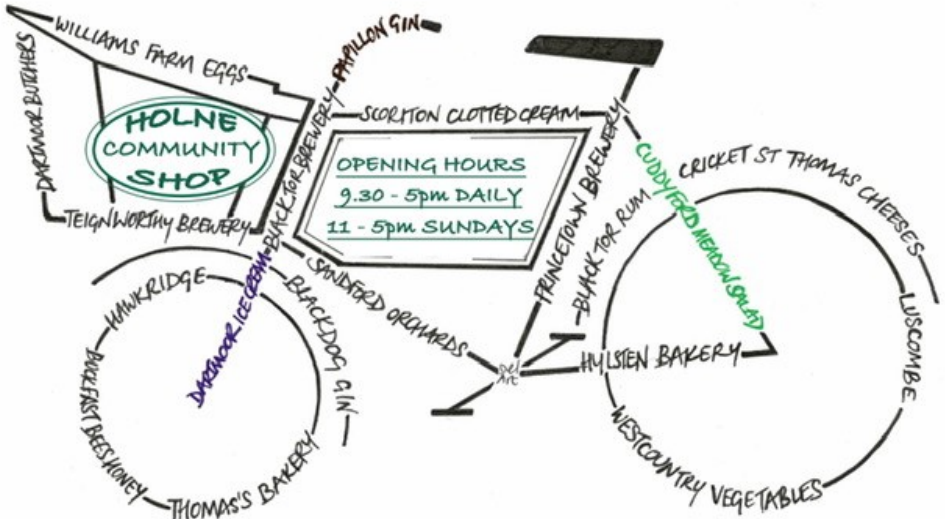 WILLIAMS FARM EGGS
PAPILLON GIN
DARTMOOR BUTCHERS
HOLNE
COMMUNITY
SHOP
TEIGNWORTHY BREWERY
BLACK TOR BREWERY
SCORITON CLOTTED CREAM
OPENING HOURS
9.30 - 5pm DAILY
11 - 5pm SUNDAYS
PRINCETOWN BREWERY
CUDDYFORD MEADOW SALAD
CRICKET ST THOMAS CHEESES
BLACK TOR RUM
LUSCOMBE
HAWKRIDGE
DARTMOOR ICE CREAM
BLACKDOG GIN
SANDFORD ORCHARDS
HYLSTEN BAKERY
BUCKFAST BEES HONEY
THOMAS'S BAKERY
WESTCOUNTRY VEGETABLES